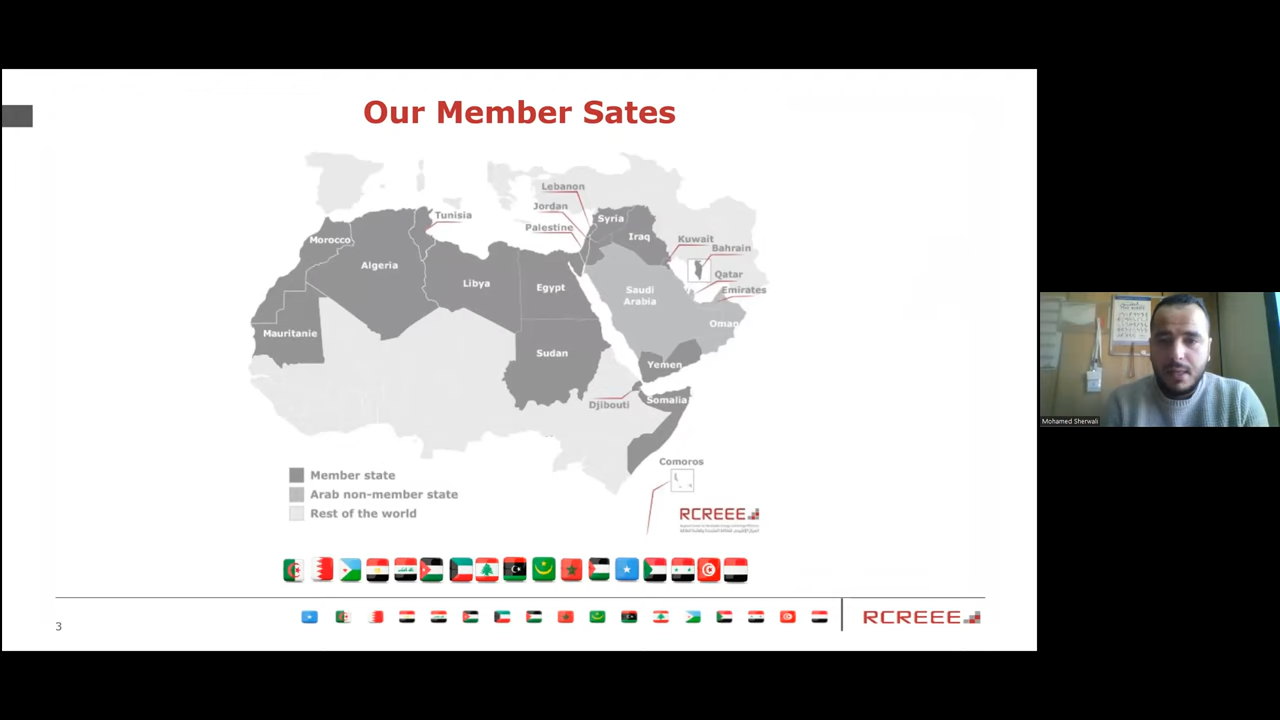 Our Member Sates
Lebanon
Jordan
Palestine
Tunisia
Syria
Iraq
Kuwait
Bahrain
Qatar
Emirates
Morocco
Algeria
Libya
Egypt
Saudi
Arabia
Oman
Mauritanie
Sudan
Yemen
Djibouti
Somalia
Comoros
Member state
Arab non-member state
Rest of the world
RCREEE
3
RCREEE
Mohamed Sherwali